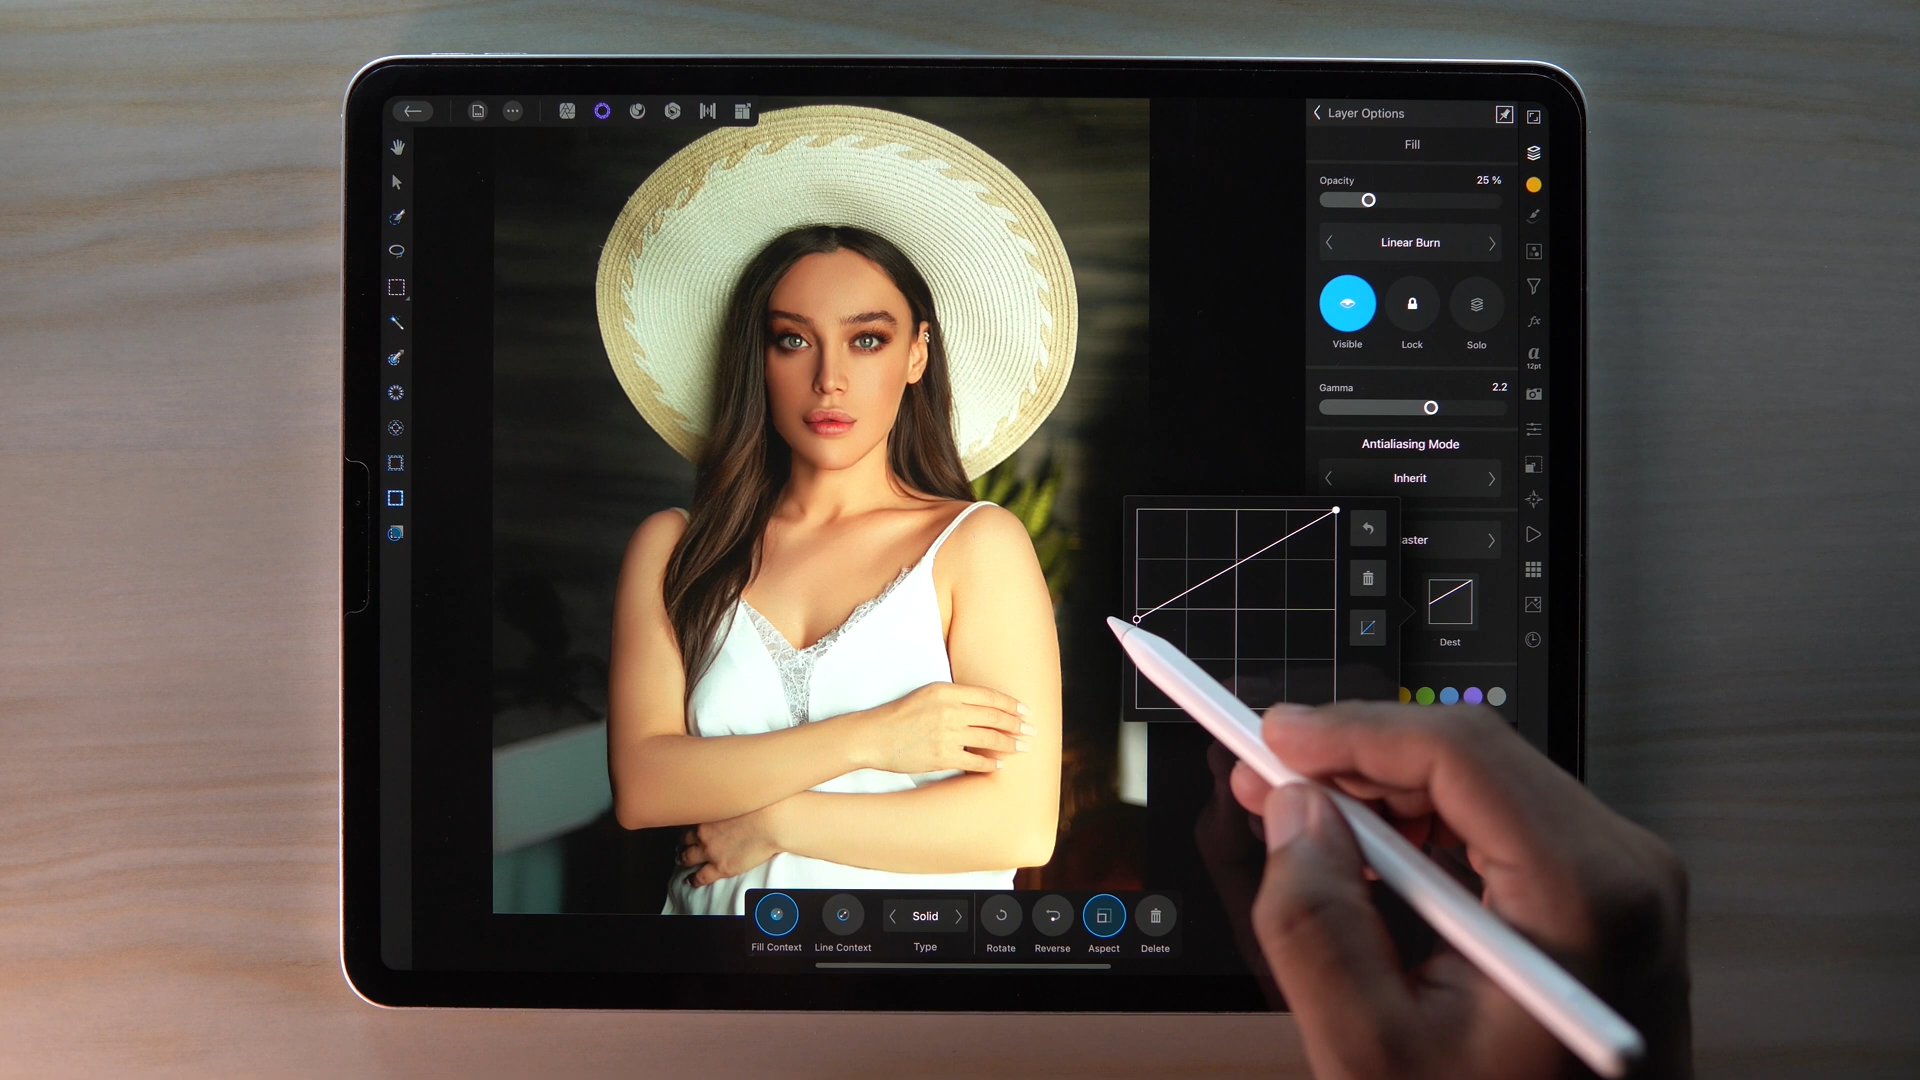 Layer Options
Fill
Opacity
25 %
Linear Burn
Visible
Lock
Solo
fx
a
12pt
Gamma
2.2
Antialiasing Mode
Inherit
aster
Dest
Solid
Fill Context
Line Context
Type
Rotate
Reverse
Aspect
Delete